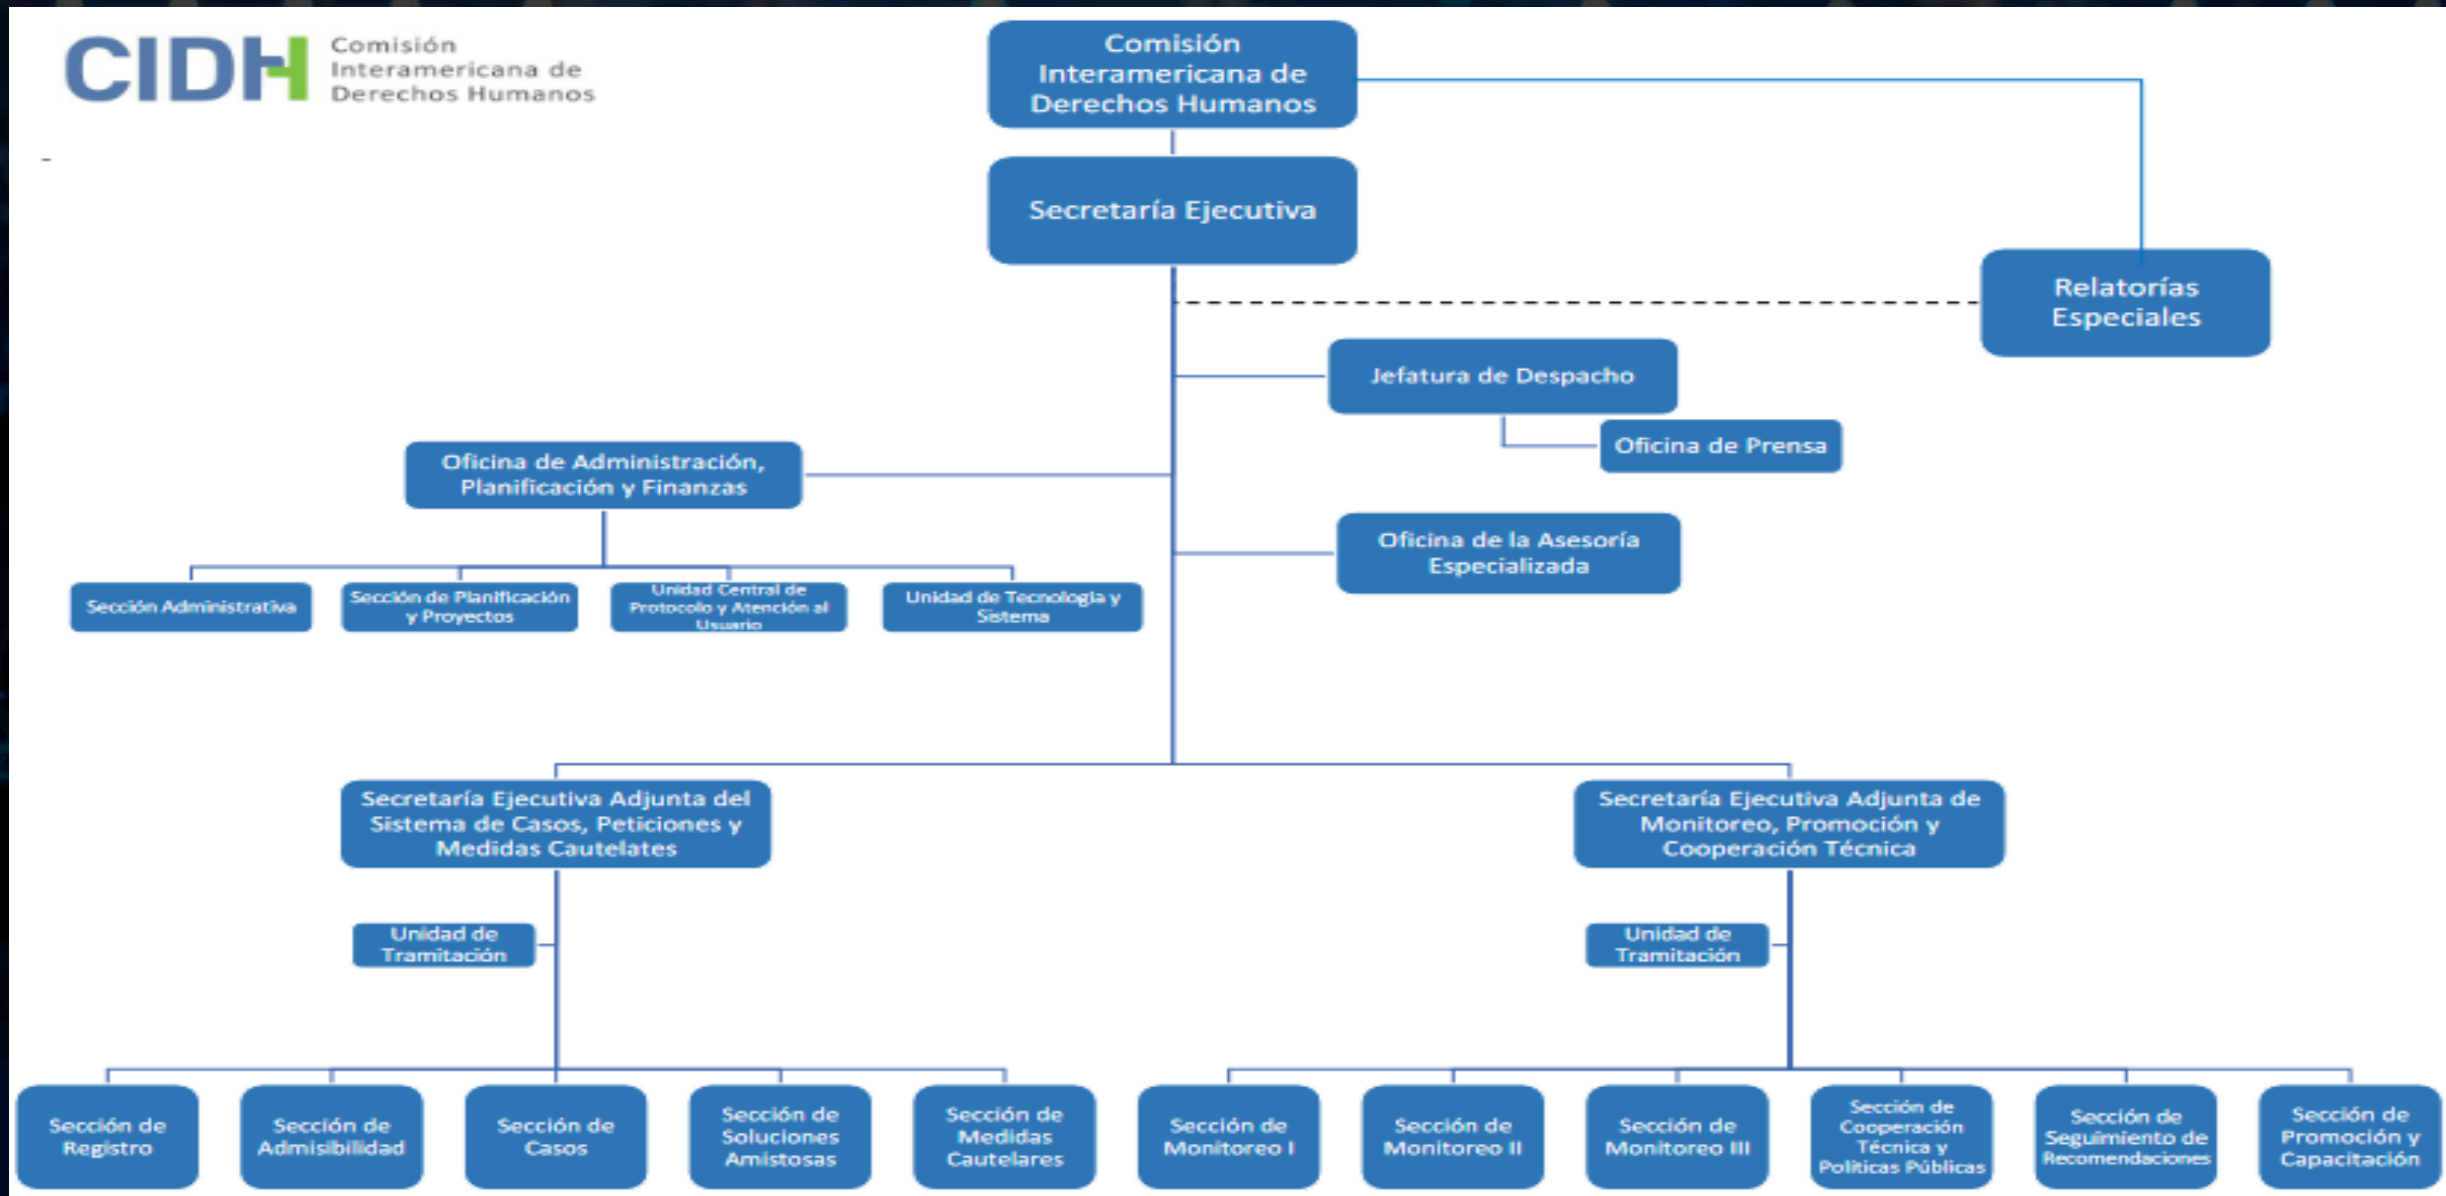 CIDH
Comisión
Interamericana de
Derechos Humanos
-
Comisión
Interamericana de
Derechos Humanos
Secretaría Ejecutiva
Relatorías
Especiales
Jefatura de Despacho
Oficina de Prensa
Oficina de Administración,
Planificación y Finanzas
Oficina de la Asesoría
Especializada
Sección Administrativa
Sección de Planificación
y Proyectos
Unidad Central de
Protocolo y Atención al
Usuario
Unidad de Tecnologia y
Sistema
Secretaría Ejecutiva Adjunta del
Sistema de Casos, Peticiones y
Medidas Cautelates
Secretaría Ejecutiva Adjunta de
Monitoreo, Promoción y
Cooperación Técnica
Unidad de
Tramitación
Unidad de
Tramitación
Sección de
Registro
Sección de
Admisibilidad
Sección de
Casos
Sección de
Soluciones
Amistosas
Sección de
Medidas
Cautelares
Sección de
Monitoreo I
Sección de
Monitoreo II
Sección de
Monitoreo III
Sección de
Cooperación
Técnica y
Políticas Públicas
Sección de
Seguimiento de
Recomendaciones
Sección de
Promoción y
Capacitación